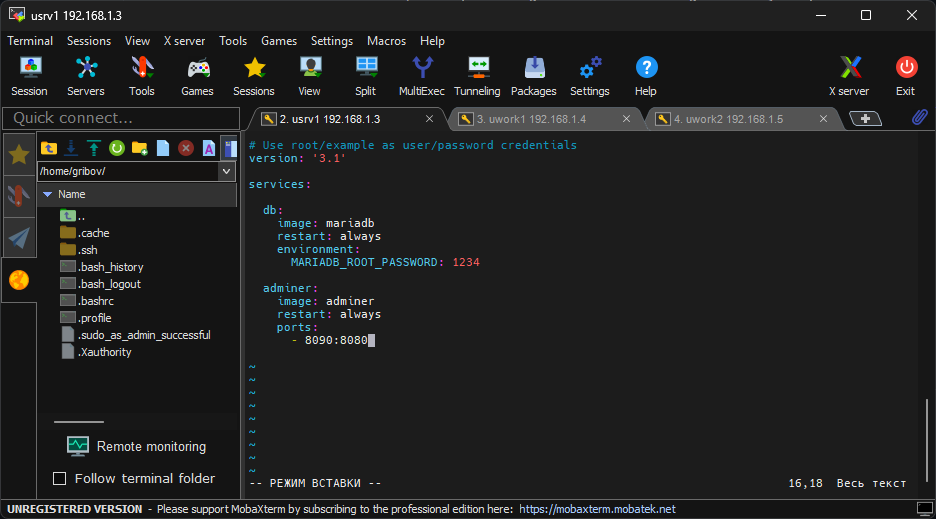 usrv1 192.168.1.3
Terminal Sessions View X server Tools Games Settings Macros Help
Session Servers Tools Games Sessions View Split MultiExec Tunneling Packages Settings Help X server Exit
Quick connect...
2. usrv1 192.168.1.3
3. uwork1 192.168.1.4
4. uwork2 192.168.1.5
/home/gribov/
Name
..
.cache
.ssh
.bash_history
.bash_logout
.bashrc
.profile
.sudo_as_admin_successful
.Xauthority
Remote monitoring
Follow terminal folder
# Use root/example as user/password credentials
version: '3.1'
services:
db:
image: mariadb
restart: always
environment:
MARIADB_ROOT_PASSWORD: 1234
adminer:
image: adminer
restart: always
ports:
- 8090:8080
~
~
~
~
~
~
~
~
~
-- РЕЖИМ ВСТАВКИ -- 16,18 Весь текст
UNREGISTERED VERSION - Please support MobaXterm by subscribing to the professional edition here: https://mobaxterm.mobatek.net